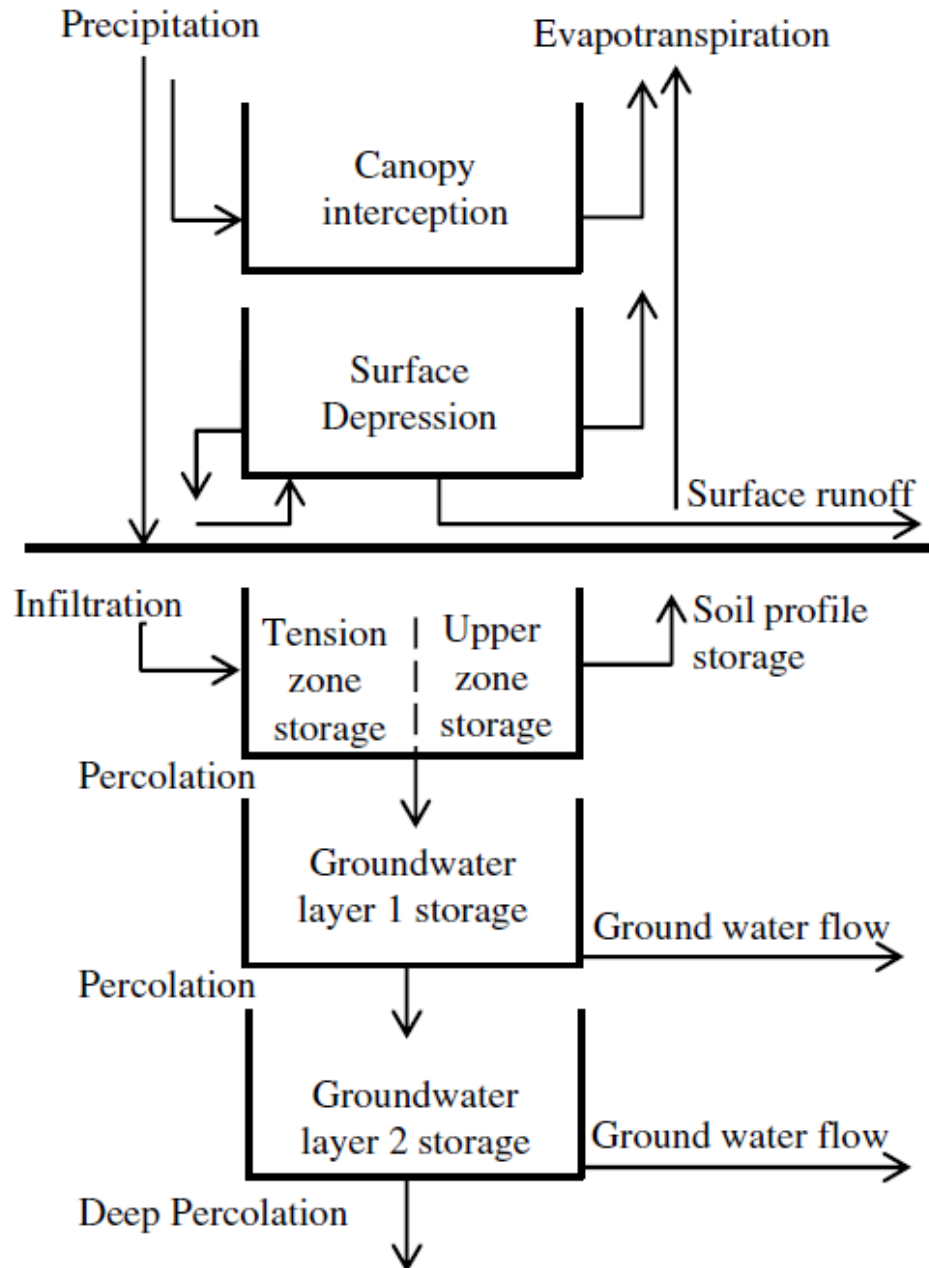 Precipitation
Evapotranspiration
Canopy
interception
Surface
Depression
Surface runoff
Infiltration
Tension
zone
storage
Upper
zone
storage
Soil profile
storage
Percolation
Groundwater
layer 1 storage
Ground water flow
Percolation
Groundwater
layer 2 storage
Ground water flow
Deep Percolation